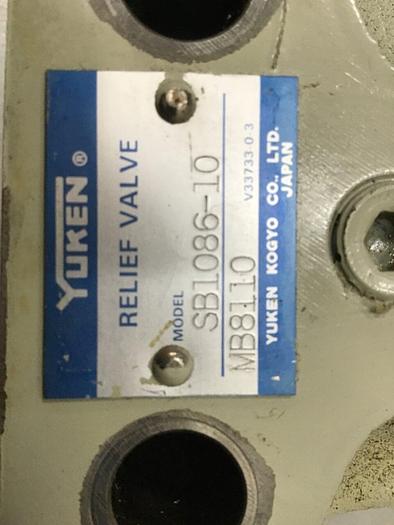 YUKEN ®
RELIEF VALVE
MODEL SB1086-10
MB8110
V33733-0-3
YUKEN KOGYO CO., LTD.
JAPAN